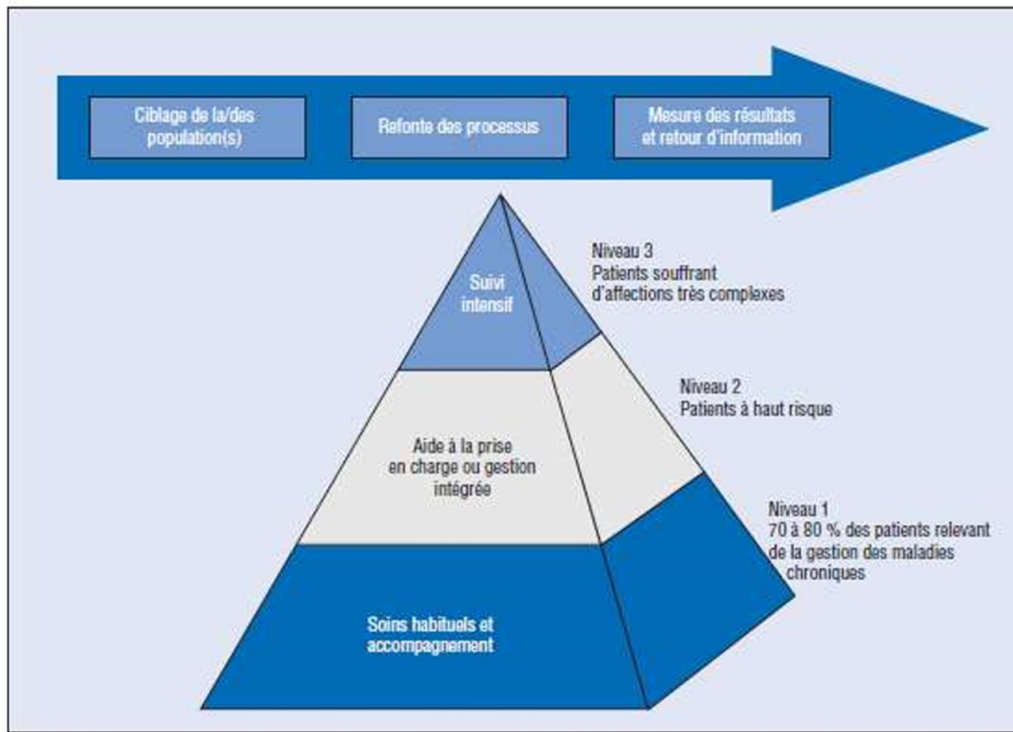 Ciblage de la/des
population(s)
Refonte des processus
Mesure des résultats
et retour d'information
Niveau 3
Patients souffrant
d'affections très complexes
Suivi
intensif
Niveau 2
Patients à haut risque
Aide à la prise
en charge ou gestion
intégrée
Niveau 1
70 à 80 % des patients relevant
de la gestion des maladies
chroniques
Soins habituels et
accompagnement